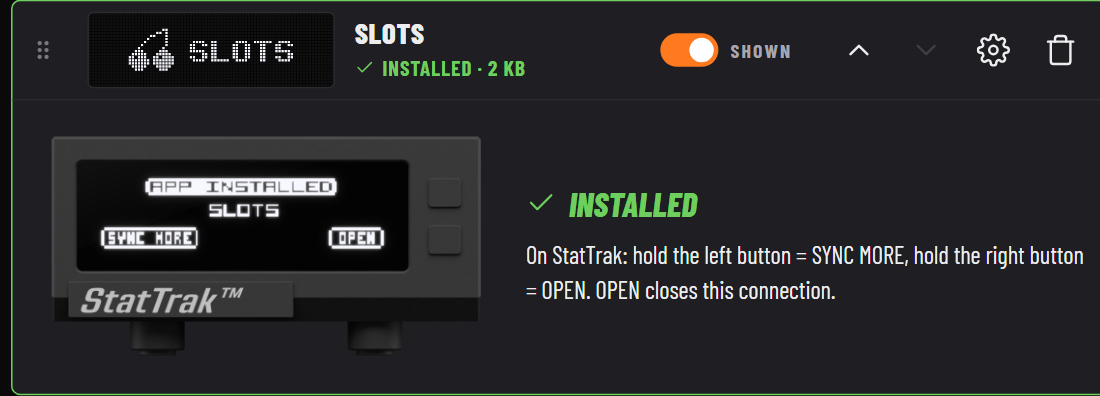 SLOTS
SLOTS
INSTALLED · 2 KB
SHOWN
APP INSTALLED
SLOTS
SYNC MORE
OPEN
StatTrak™
INSTALLED
On StatTrak: hold the left button = SYNC MORE, hold the right button
= OPEN. OPEN closes this connection.